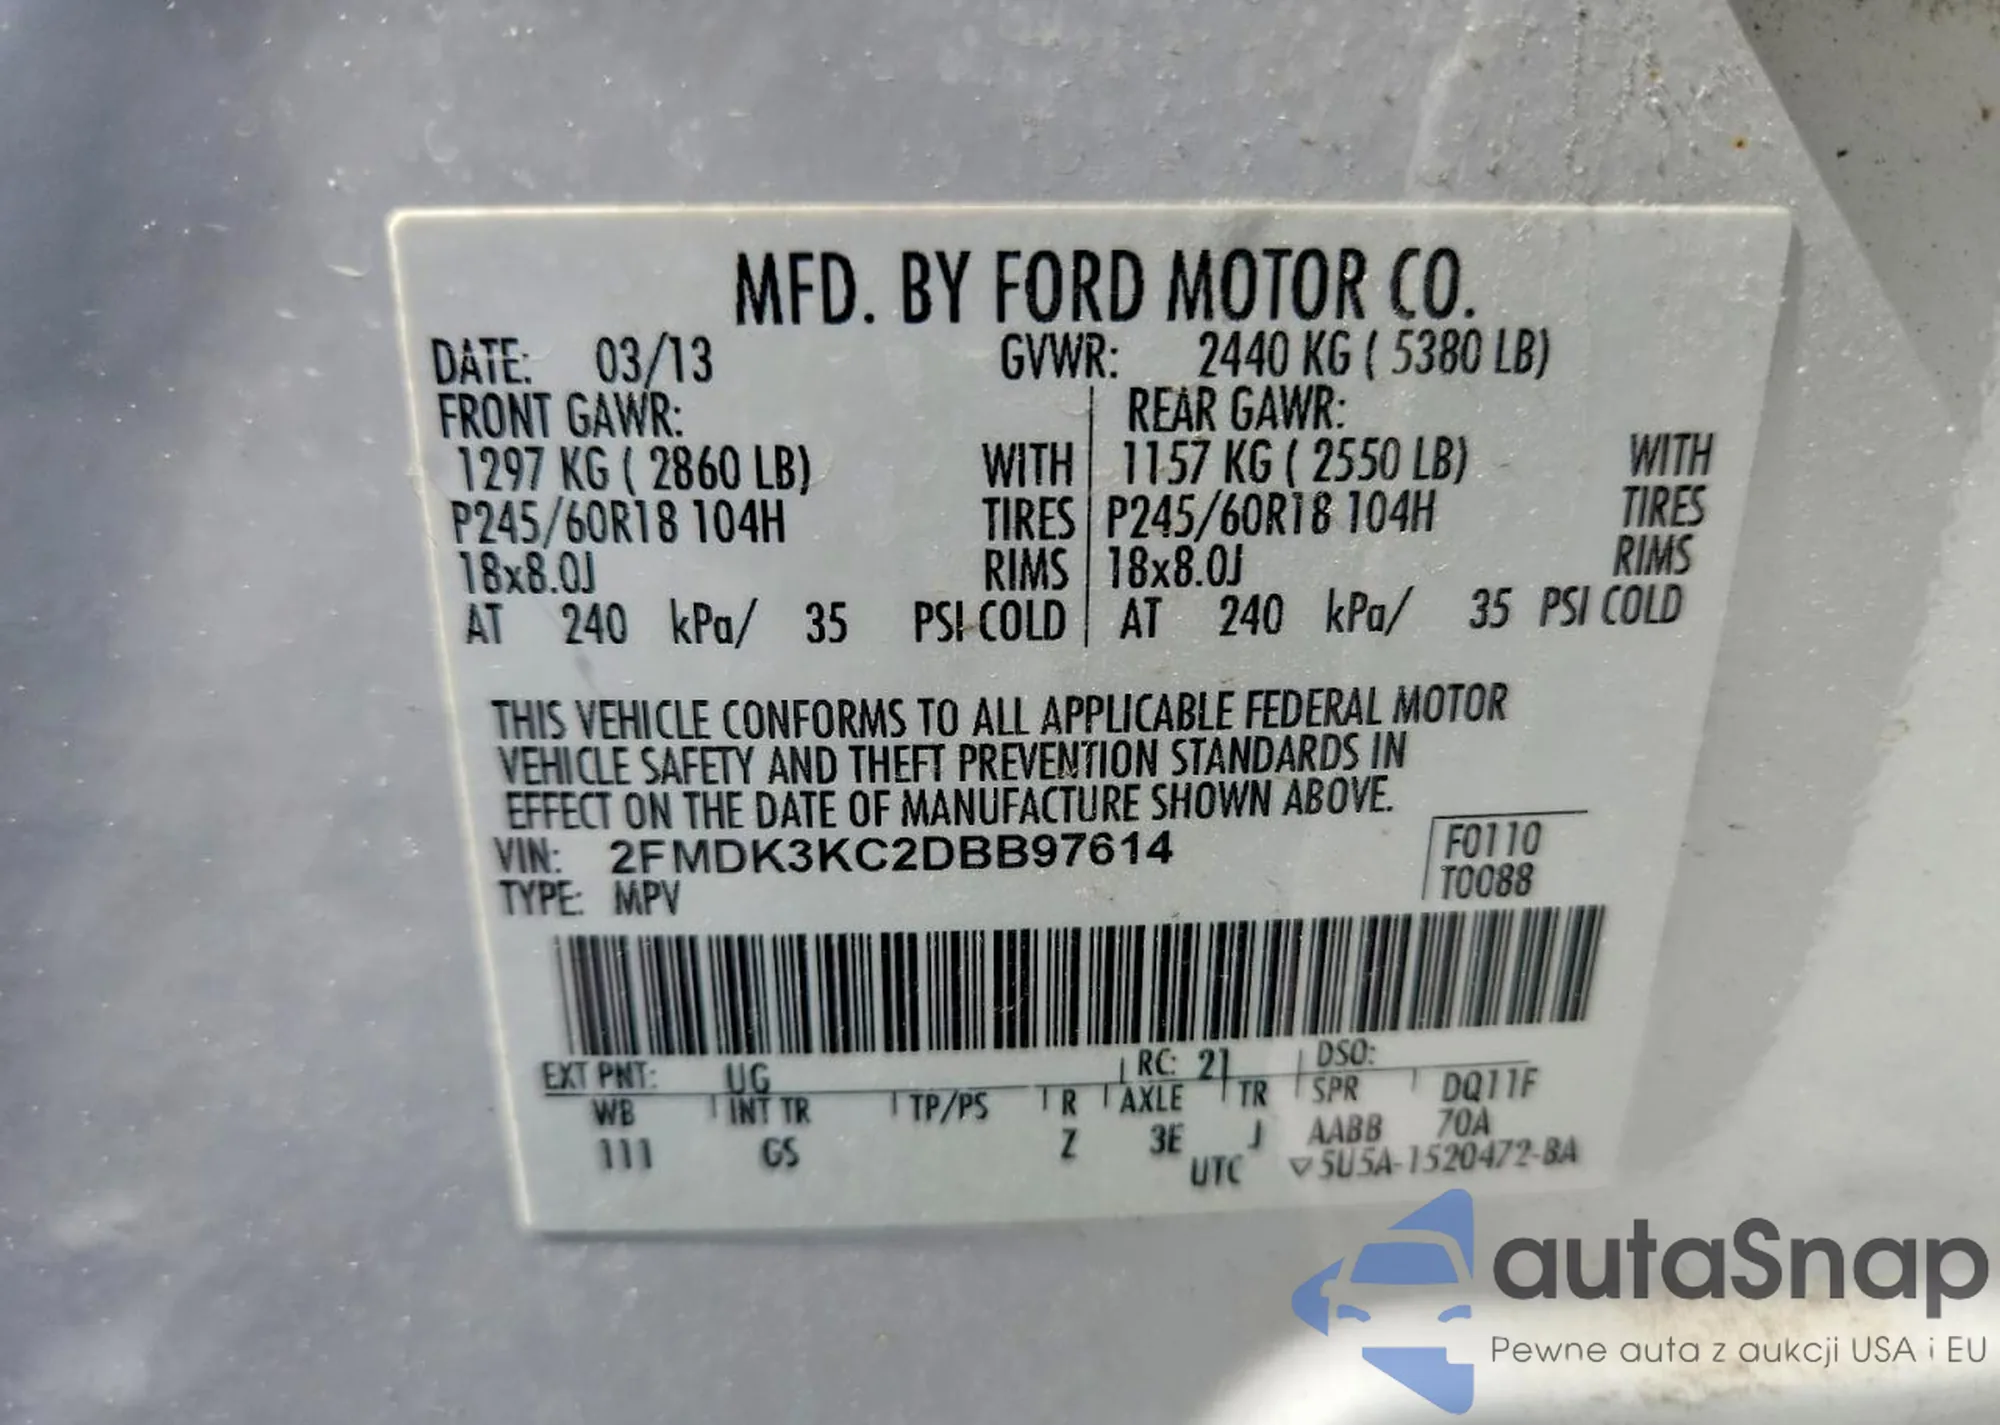 MFD. BY FORD MOTOR CO.
DATE: 03/13 GVWR: 2440 KG ( 5380 LB)
FRONT GAWR: REAR GAWR:
1297 KG ( 2860 LB) WITH 1157 KG ( 2550 LB) WITH
P245/60R18 104H TIRES P245/60R18 104H TIRES
18x8.0J RIMS 18x8.0J RIMS
AT 240 kPa/ 35 PSI COLD AT 240 kPa/ 35 PSI COLD
THIS VEHICLE CONFORMS TO ALL APPLICABLE FEDERAL MOTOR
VEHICLE SAFETY AND THEFT PREVENTION STANDARDS IN
EFFECT ON THE DATE OF MANUFACTURE SHOWN ABOVE.
VIN: 2FMDK3KC2DBB97614 F0110
TYPE: MPV T0088
EXT PNT: UG RC: 21 DSO:
WB INT TR TP/PS R AXLE TR SPR DQ11F
111 GS Z 3E J AABB 70A
UTC ▽5U5A-1520472-BA
autaSnap
Pewne auta z aukcji USA i EU